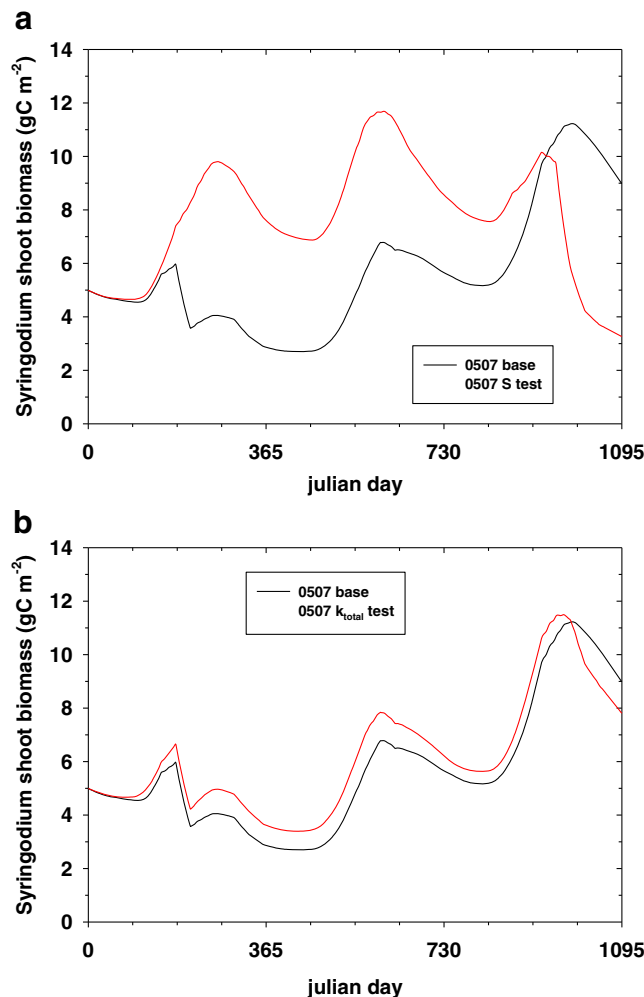 a
Syringodium shoot biomass (gC m-2)
14
12
10
8
6
4
2
0
0507 base
0507 S test
0 365 730 1095
julian day
b
Syringodium shoot biomass (gC m-2)
14
12
10
8
6
4
2
0
0507 base
0507 ktotal test
0 365 730 1095
julian day